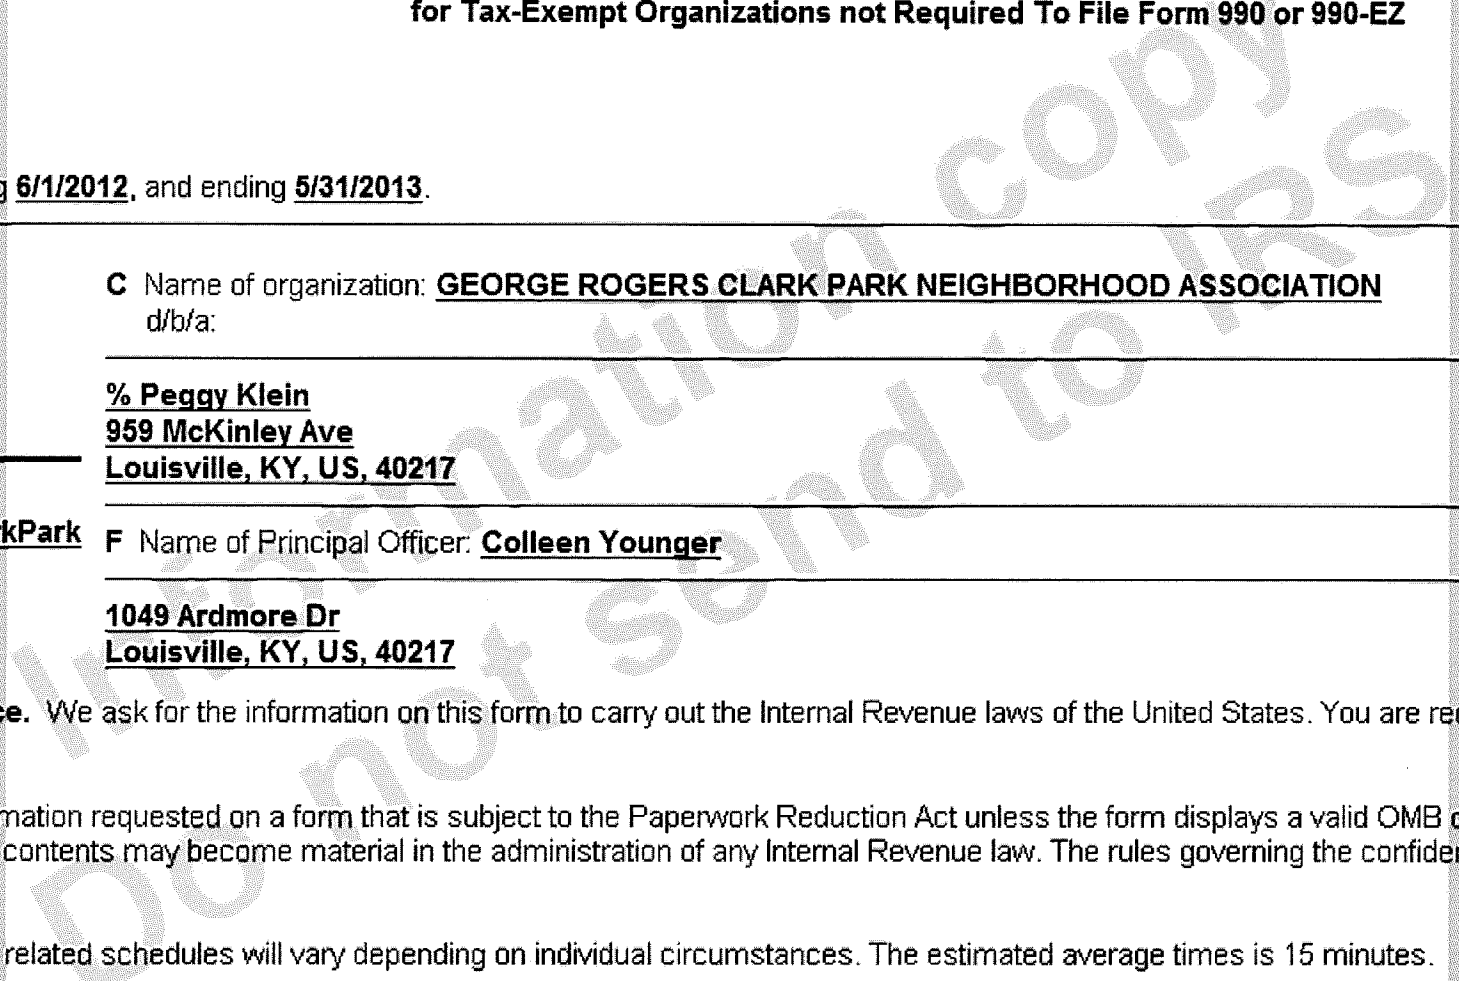 for Tax-Exempt Organizations not Required To File Form 990 or 990-EZ
6/1/2012, and ending 5/31/2013.
C Name of organization: GEORGE ROGERS CLARK PARK NEIGHBORHOOD ASSOCIATION
d/b/a:
% Peggy Klein
959 McKinley Ave
Louisville, KY, US, 40217
kPark F Name of Principal Officer: Colleen Younger
1049 Ardmore Dr
Louisville, KY, US, 40217
e. We ask for the information on this form to carry out the Internal Revenue laws of the United States. You are re
mation requested on a form that is subject to the Paperwork Reduction Act unless the form displays a valid OMB
contents may become material in the administration of any Internal Revenue law. The rules governing the confide
related schedules will vary depending on individual circumstances. The estimated average times is 15 minutes.
Information copy
Do not send to IRS